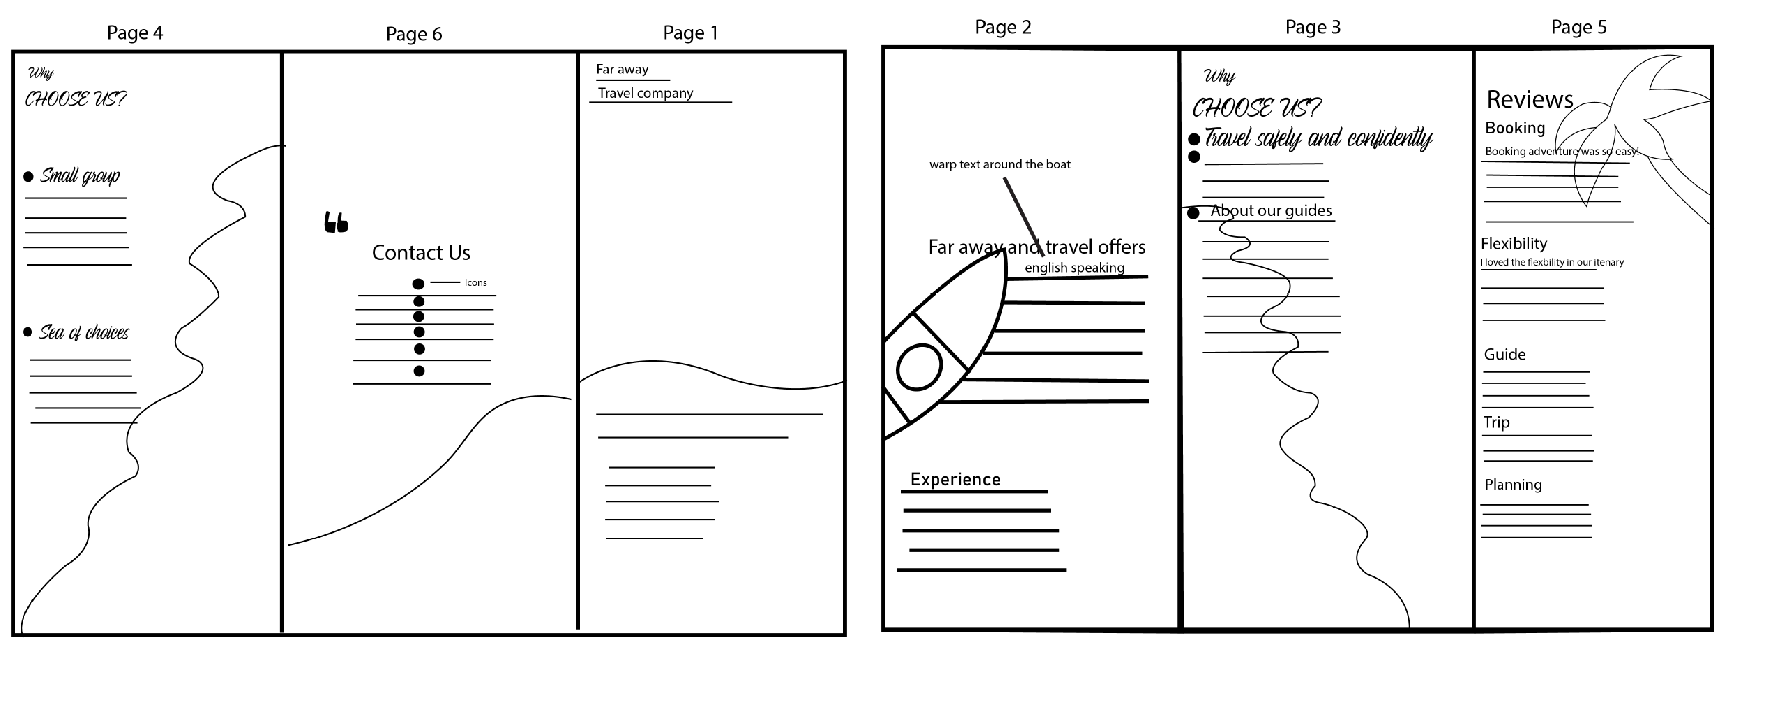 Page 4
Why
CHOOSE US?
Small group
Sea of choices
Page 6
Contact Us
Icons
Page 1
Far away
Travel company
Page 2
warp text around the boat
Far away and travel offers
english speaking
Experience
Page 3
Why
CHOOSE US?
Travel safely and confidently
About our guides
Page 5
Reviews
Booking
Booking adventure was so easy
Flexibility
I loved the flexbility in our itenary
Guide
Trip
Planning